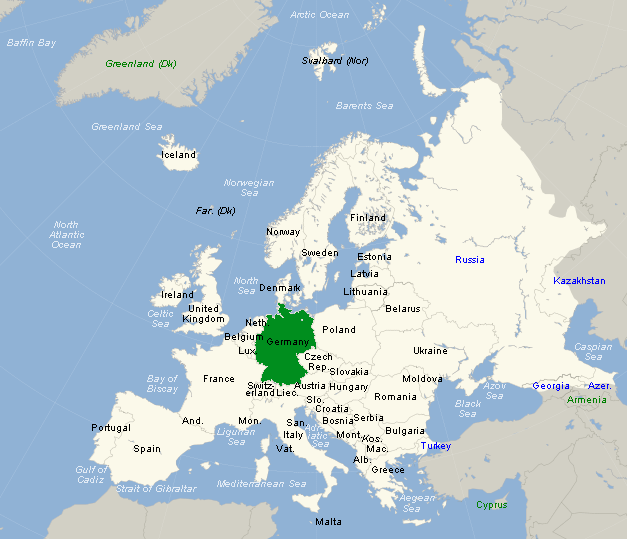 Arctic Ocean
Baffin Bay
Greenland (Dk)
Svalbard (Nor)
Barents Sea
Greenland Sea
Iceland
Norwegian
Sea
Far. (Dk)
Finland
North
Atlantic
Ocean
Norway
Sweden
Estonia
Russia
Latvia
Kazakhstan
North
Sea
Denmark
Lithuania
Ireland
United
Kingdom
Celtic
Sea
Belarus
Neth
Poland
Belgium
Germany
Lux.
Czech
Rep.
Ukraine
Caspian
Sea
Slovakia
France
Bay of
Biscay
Switz-
erland
Liec.
Austria
Hungary
Moldova
Azov
Sea
Georgia
Azer.
Armenia
Romania
Slo.
Croatia
Black
Sea
And.
Mon.
San.
Bosnia
Serbia
Portugal
Ligurian
Sea
Italy
Adri-
atic
Sea
Mont.
Kos.
Bulgaria
Spain
Vat.
Mac.
Turkey
Alb.
Greece
Gulf of
Cadiz
Strait of Gibraltar
Mediterranean Sea
Aegean
Sea
Cyprus
Malta